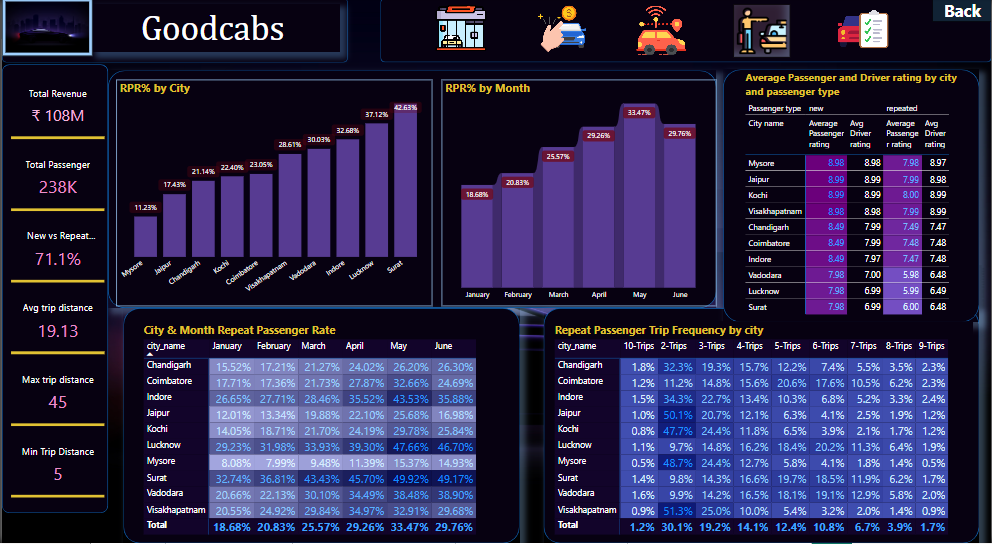 Goodcabs
Back
Total Revenue
₹ 108M
Total Passenger
238K
New vs Repeat...
71.1%
Avg trip distance
19.13
Max trip distance
45
Min Trip Distance
5
RPR% by City
11.23%
17.43%
21.14%
22.40%
23.05%
28.61%
30.03%
32.68%
37.12%
42.63%
Mysore
Jaipur
Chandigarh
Kochi
Coimbatore
Visakhapatnam
Vadodara
Indore
Lucknow
Surat
RPR% by Month
18.68%
20.83%
25.57%
29.26%
33.47%
29.76%
January February March April May June
Average Passenger and Driver rating by city
and passenger type
Passenger type new repeated
City name Average Avg Average Avg
Passenger Driver Passenge Driver
rating rating r rating rating
Mysore 8.98 8.98 7.98 8.97
Jaipur 8.99 8.99 7.99 8.98
Kochi 8.99 8.99 8.00 8.99
Visakhapatnam 8.98 8.98 7.99 8.99
Chandigarh 8.49 7.99 7.49 7.47
Coimbatore 8.49 7.99 7.48 7.48
Indore 8.49 7.97 7.47 7.48
Vadodara 7.98 7.00 5.98 6.48
Lucknow 7.98 6.99 5.99 6.49
Surat 7.98 6.99 6.00 6.48
City & Month Repeat Passenger Rate
city_name January February March April May June
Chandigarh 15.52% 17.21% 21.27% 24.02% 26.20% 26.30%
Coimbatore 17.71% 17.36% 21.73% 27.87% 32.66% 24.69%
Indore 26.65% 27.71% 28.46% 35.52% 43.53% 35.88%
Jaipur 12.01% 13.34% 19.88% 22.10% 25.68% 16.98%
Kochi 14.05% 18.71% 21.70% 24.19% 29.78% 25.84%
Lucknow 29.23% 31.98% 33.93% 39.30% 47.66% 46.70%
Mysore 8.08% 7.99% 9.48% 11.39% 15.37% 14.93%
Surat 32.74% 36.81% 43.43% 45.70% 49.92% 49.17%
Vadodara 20.66% 22.13% 30.10% 34.49% 38.48% 38.90%
Visakhapatnam 20.55% 24.92% 29.84% 34.97% 32.91% 29.68%
Total 18.68% 20.83% 25.57% 29.26% 33.47% 29.76%
Repeat Passenger Trip Frequency by city
city_name 10-Trips 2-Trips 3-Trips 4-Trips 5-Trips 6-Trips 7-Trips 8-Trips 9-Trips
Chandigarh 1.8% 32.3% 19.3% 15.7% 12.2% 7.4% 5.5% 3.5% 2.3%
Coimbatore 1.2% 11.2% 14.8% 15.6% 20.6% 17.6% 10.5% 6.2% 2.3%
Indore 1.5% 34.3% 22.7% 13.4% 10.3% 6.8% 5.2% 3.3% 2.4%
Jaipur 1.0% 50.1% 20.7% 12.1% 6.3% 4.1% 2.5% 1.9% 1.2%
Kochi 0.8% 47.7% 24.4% 11.8% 6.5% 3.9% 2.1% 1.7% 1.2%
Lucknow 1.1% 9.7% 14.8% 16.2% 18.4% 20.2% 11.3% 6.4% 1.9%
Mysore 0.5% 48.7% 24.4% 12.7% 5.8% 4.1% 1.8% 1.4% 0.5%
Surat 1.4% 9.8% 14.3% 16.6% 19.7% 18.5% 11.9% 6.2% 1.7%
Vadodara 1.6% 9.9% 14.2% 16.5% 18.1% 19.1% 12.9% 5.8% 2.0%
Visakhapatnam 0.9% 51.3% 25.0% 10.0% 5.4% 3.2% 2.0% 1.4% 0.9%
Total 1.2% 30.1% 19.2% 14.1% 12.4% 10.8% 6.7% 3.9% 1.7%